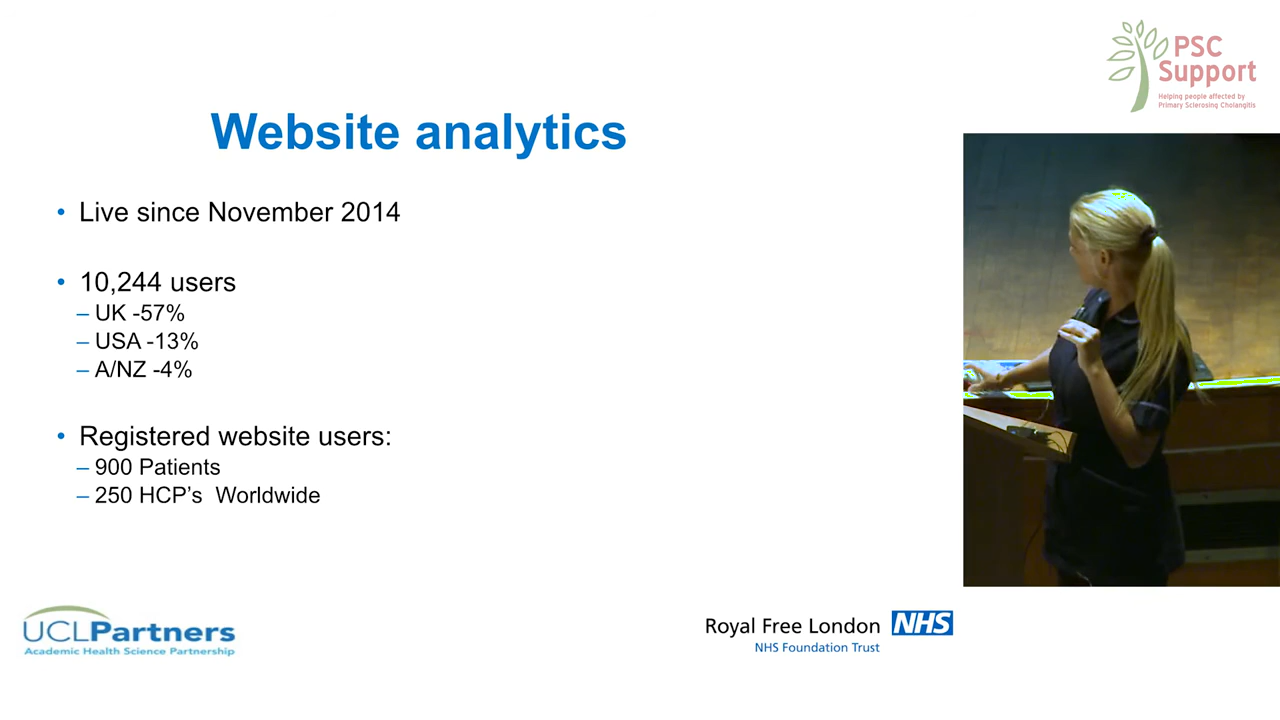 PSC
Support
Helping people affected by
Primary Sclerosing Cholangitis
Website analytics
• Live since November 2014
• 10,244 users
– UK -57%
– USA -13%
– A/NZ -4%
• Registered website users:
– 900 Patients
– 250 HCP’s  Worldwide
UCLPartners
Academic Health Science Partnership
Royal Free London NHS
NHS Foundation Trust